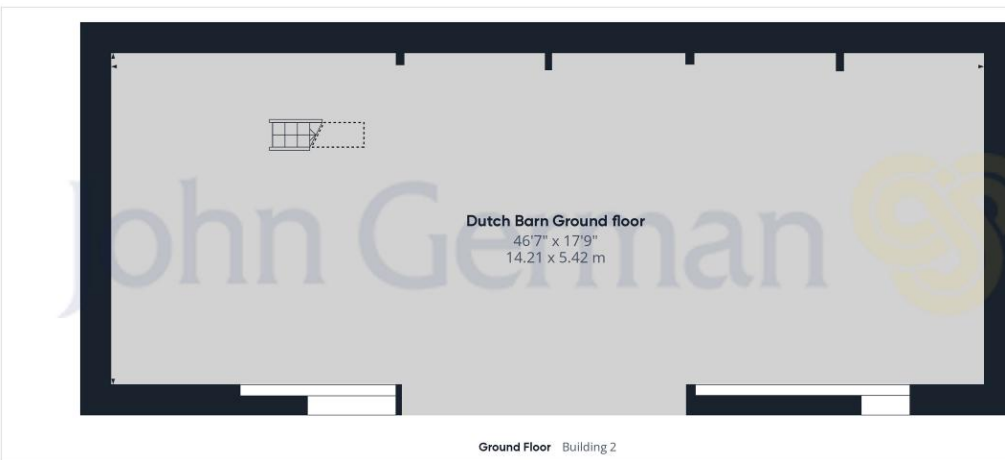 John German
Dutch Barn Ground floor
46'7" x 17'9"
14.21 x 5.42 m
Ground Floor Building 2